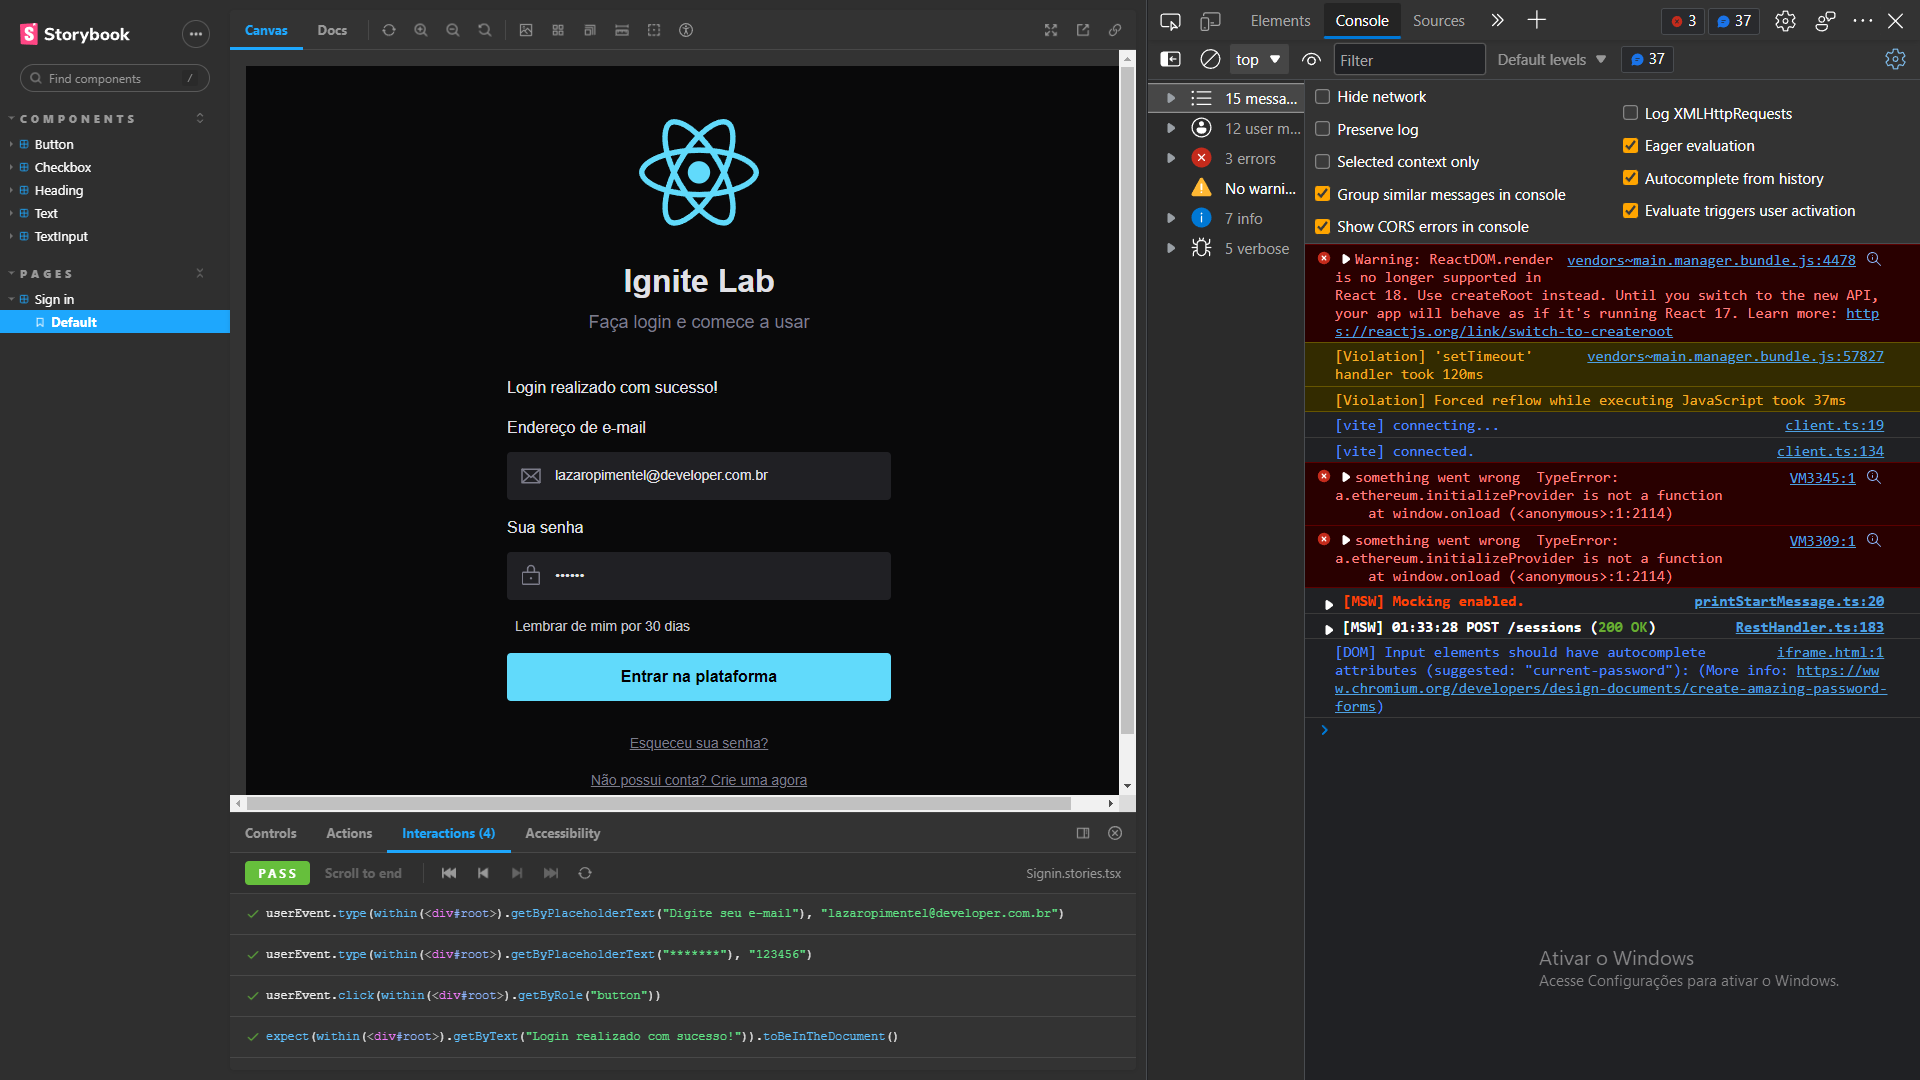 Storybook
Find components
/
COMPONENTS
Button
Checkbox
Heading
Text
TextInput
PAGES
Sign in
Default
Canvas
Docs
Ignite Lab
Faça login e comece a usar
Login realizado com sucesso!
Endereço de e-mail
lazaropimentel@developer.com.br
Sua senha
••••••
Lembrar de mim por 30 dias
Entrar na plataforma
Esqueceu sua senha?
Não possui conta? Crie uma agora
Controls
Actions
Interactions (4)
Accessibility
PASS
Scroll to end
Signin.stories.tsx
userEvent.type(within(<div#root>).getByPlaceholderText("Digite seu e-mail"), "lazaropimentel@developer.com.br")
userEvent.type(within(<div#root>).getByPlaceholderText("*******"), "123456")
userEvent.click(within(<div#root>).getByRole("button"))
expect(within(<div#root>).getByText("Login realizado com sucesso!")).toBeInTheDocument()
Elements
Console
Sources
3
37
top
Filter
Default levels
37
15 messa...
12 user m...
3 errors
No warni...
7 info
5 verbose
Hide network
Preserve log
Selected context only
Group similar messages in console
Show CORS errors in console
Log XMLHttpRequests
Eager evaluation
Autocomplete from history
Evaluate triggers user activation
Warning: ReactDOM.render vendors~main.manager.bundle.js:4478
is no longer supported in
React 18. Use createRoot instead. Until you switch to the new API,
your app will behave as if it's running React 17. Learn more: http
s://reactjs.org/link/switch-to-createroot
[Violation] 'setTimeout' vendors~main.manager.bundle.js:57827
handler took 120ms
[Violation] Forced reflow while executing JavaScript took 37ms
[vite] connecting... client.ts:19
[vite] connected. client.ts:134
something went wrong TypeError: VM3345:1
a.ethereum.initializeProvider is not a function
at window.onload (<anonymous>:1:2114)
something went wrong TypeError: VM3309:1
a.ethereum.initializeProvider is not a function
at window.onload (<anonymous>:1:2114)
[MSW] Mocking enabled. printStartMessage.ts:20
[MSW] 01:33:28 POST /sessions (200 OK) RestHandler.ts:183
[DOM] Input elements should have autocomplete iframe.html:1
attributes (suggested: "current-password"): (More info: https://ww
w.chromium.org/developers/design-documents/create-amazing-password-
forms)
Ativar o Windows
Acesse Configurações para ativar o Windows.